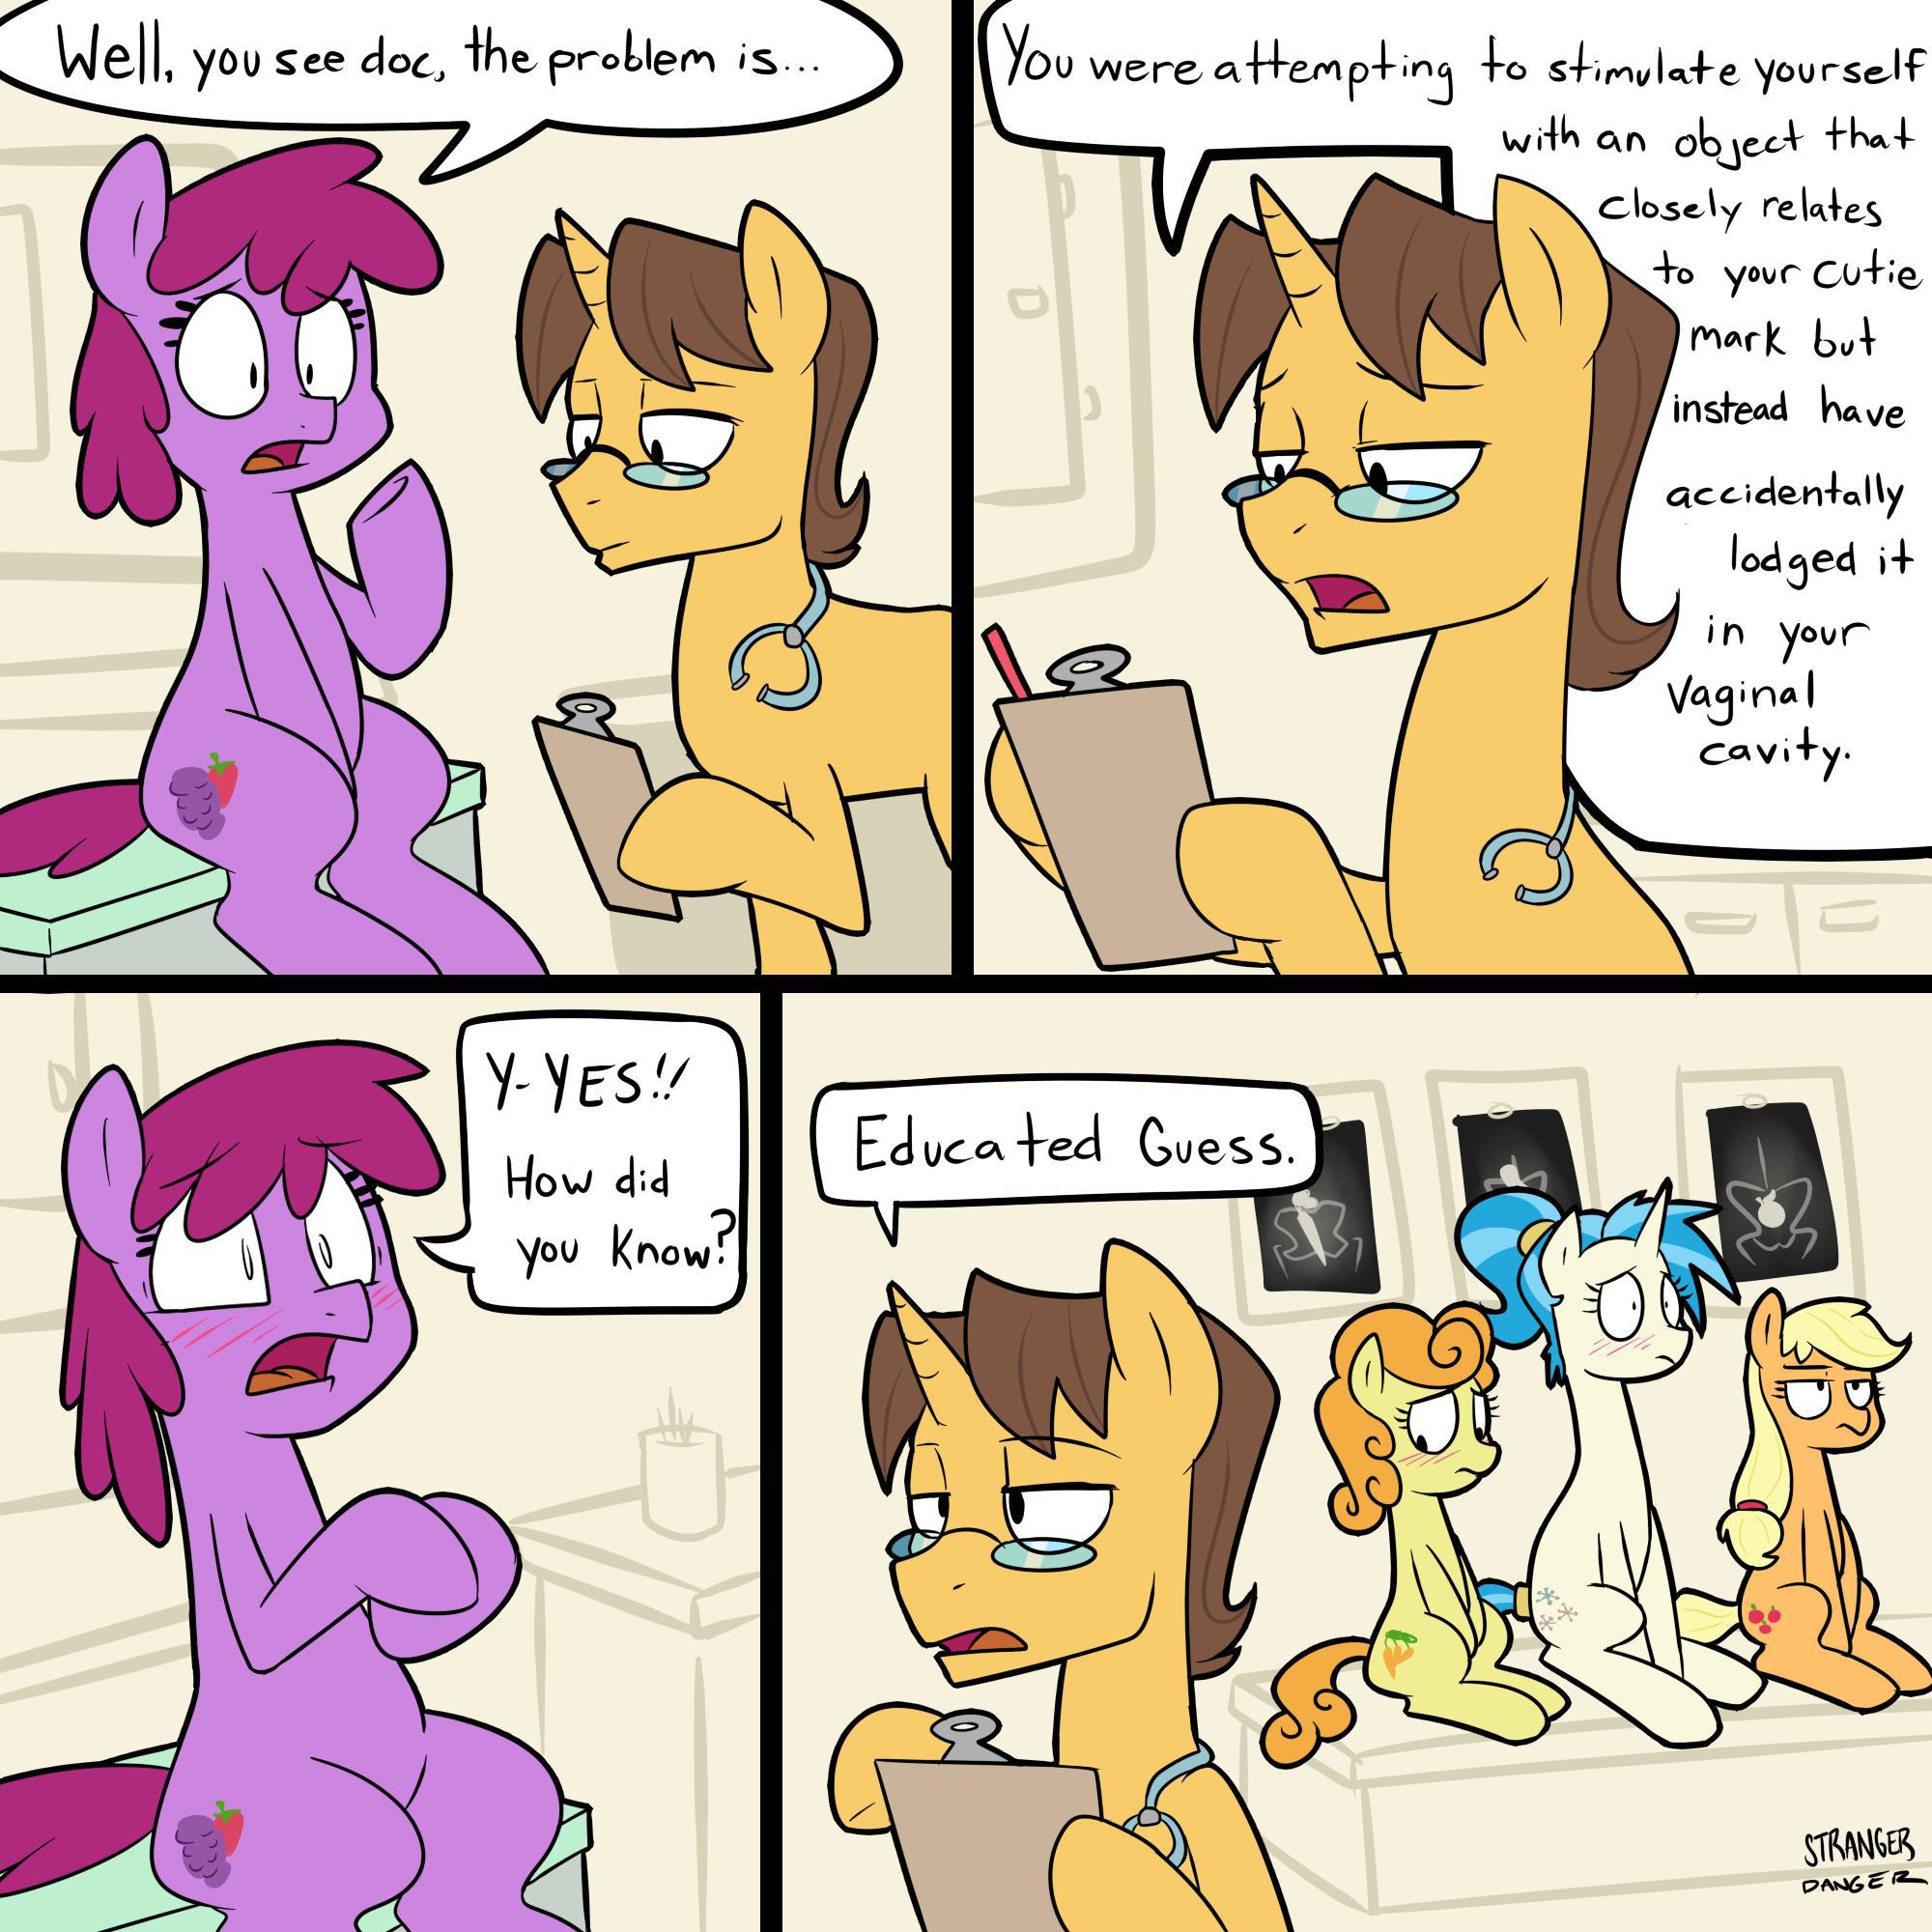 Well, you see doc, the problem is...
You were attempting to stimulate yourself
with an object that
closely relates
to your cutie
mark but
instead have
accidentally
lodged it
in your
vaginal
cavity.
Y-YES!!
How did
you know?
Educated Guess.
STRANGER
DANGER